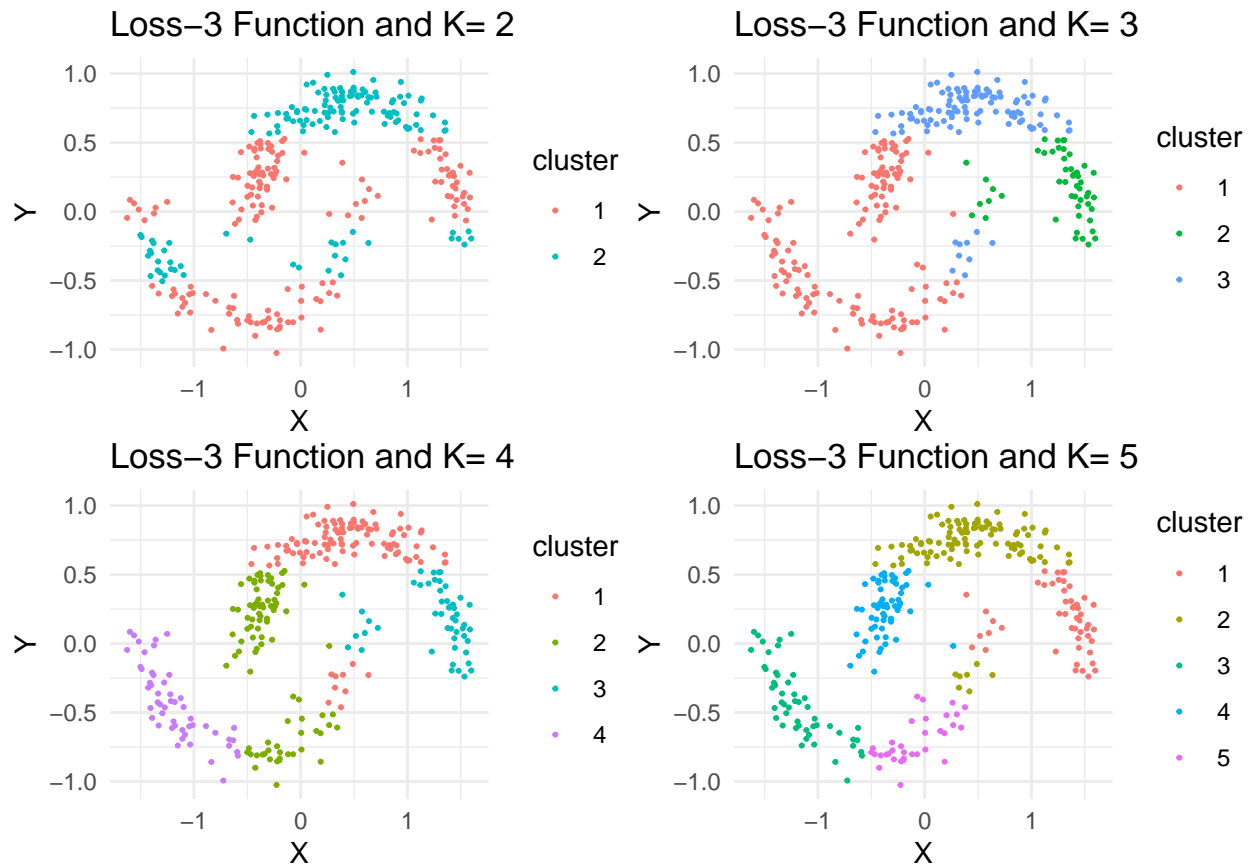 Loss−3 Function and K= 2
1.0
0.5
0.0
−0.5
−1.0
Y
−1
0
1
X
cluster
1
2
Loss−3 Function and K= 3
1.0
0.5
0.0
−0.5
−1.0
Y
−1
0
1
X
cluster
1
2
3
Loss−3 Function and K= 4
1.0
0.5
0.0
−0.5
−1.0
Y
−1
0
1
X
cluster
1
2
3
4
Loss−3 Function and K= 5
1.0
0.5
0.0
−0.5
−1.0
Y
−1
0
1
X
cluster
1
2
3
4
5